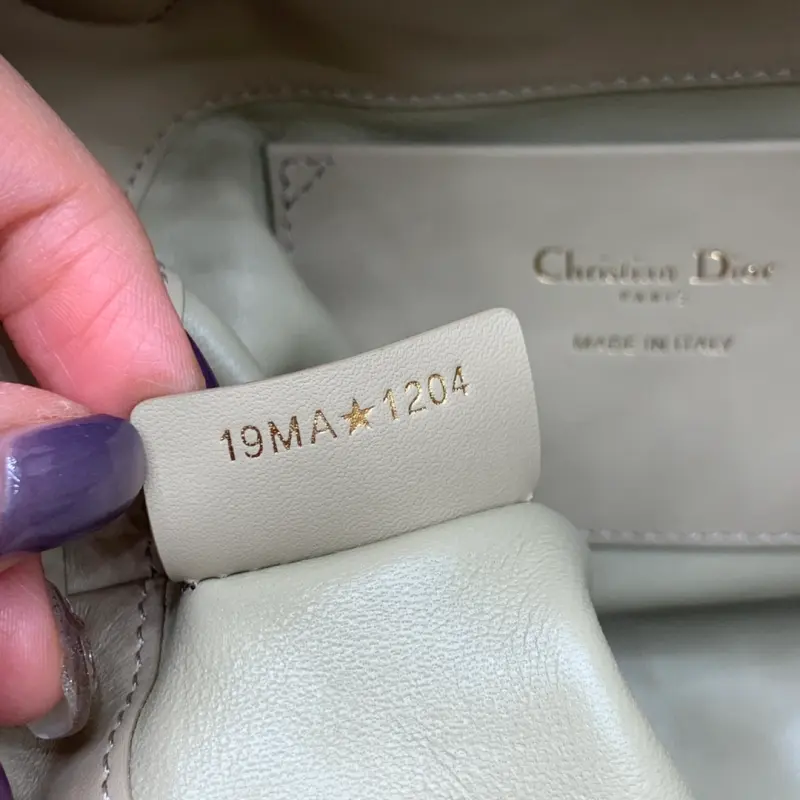 Christian Dior
PARIS
MADE IN ITALY
19MA★1204